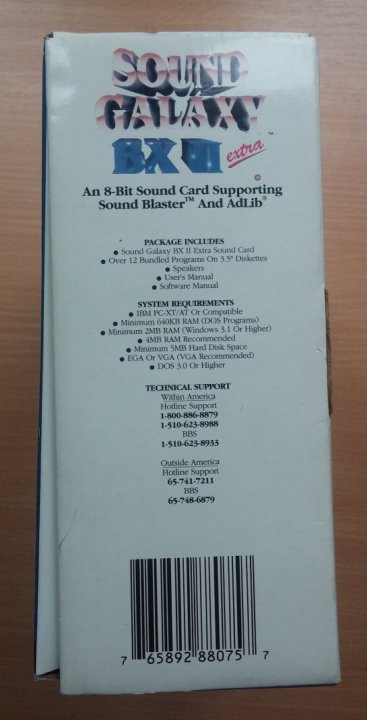 SOUND
GALAXY™
BX II extra
An 8-Bit Sound Card Supporting
Sound Blaster™ And AdLib®
PACKAGE INCLUDES
● Sound Galaxy BX II Extra Sound Card
● Over 12 Bundled Programs On 3.5" Diskettes
● Speakers
● User's Manual
● Software Manual
SYSTEM REQUIREMENTS
● IBM PC-XT/AT Or Compatible
● Minimum 640KB RAM (DOS Programs)
● Minimum 2MB RAM (Windows 3.1 Or Higher)
● 4MB RAM Recommended
● Minimum 5MB Hard Disk Space
● EGA Or VGA (VGA Recommended)
● DOS 3.0 Or Higher
TECHNICAL SUPPORT
Within America
Hotline Support
1-800-886-8879
1-510-623-8988
BBS
1-510-623-8933
Outside America
Hotline Support
65-741-7211
BBS
65-748-6879
7 65892 88075 7